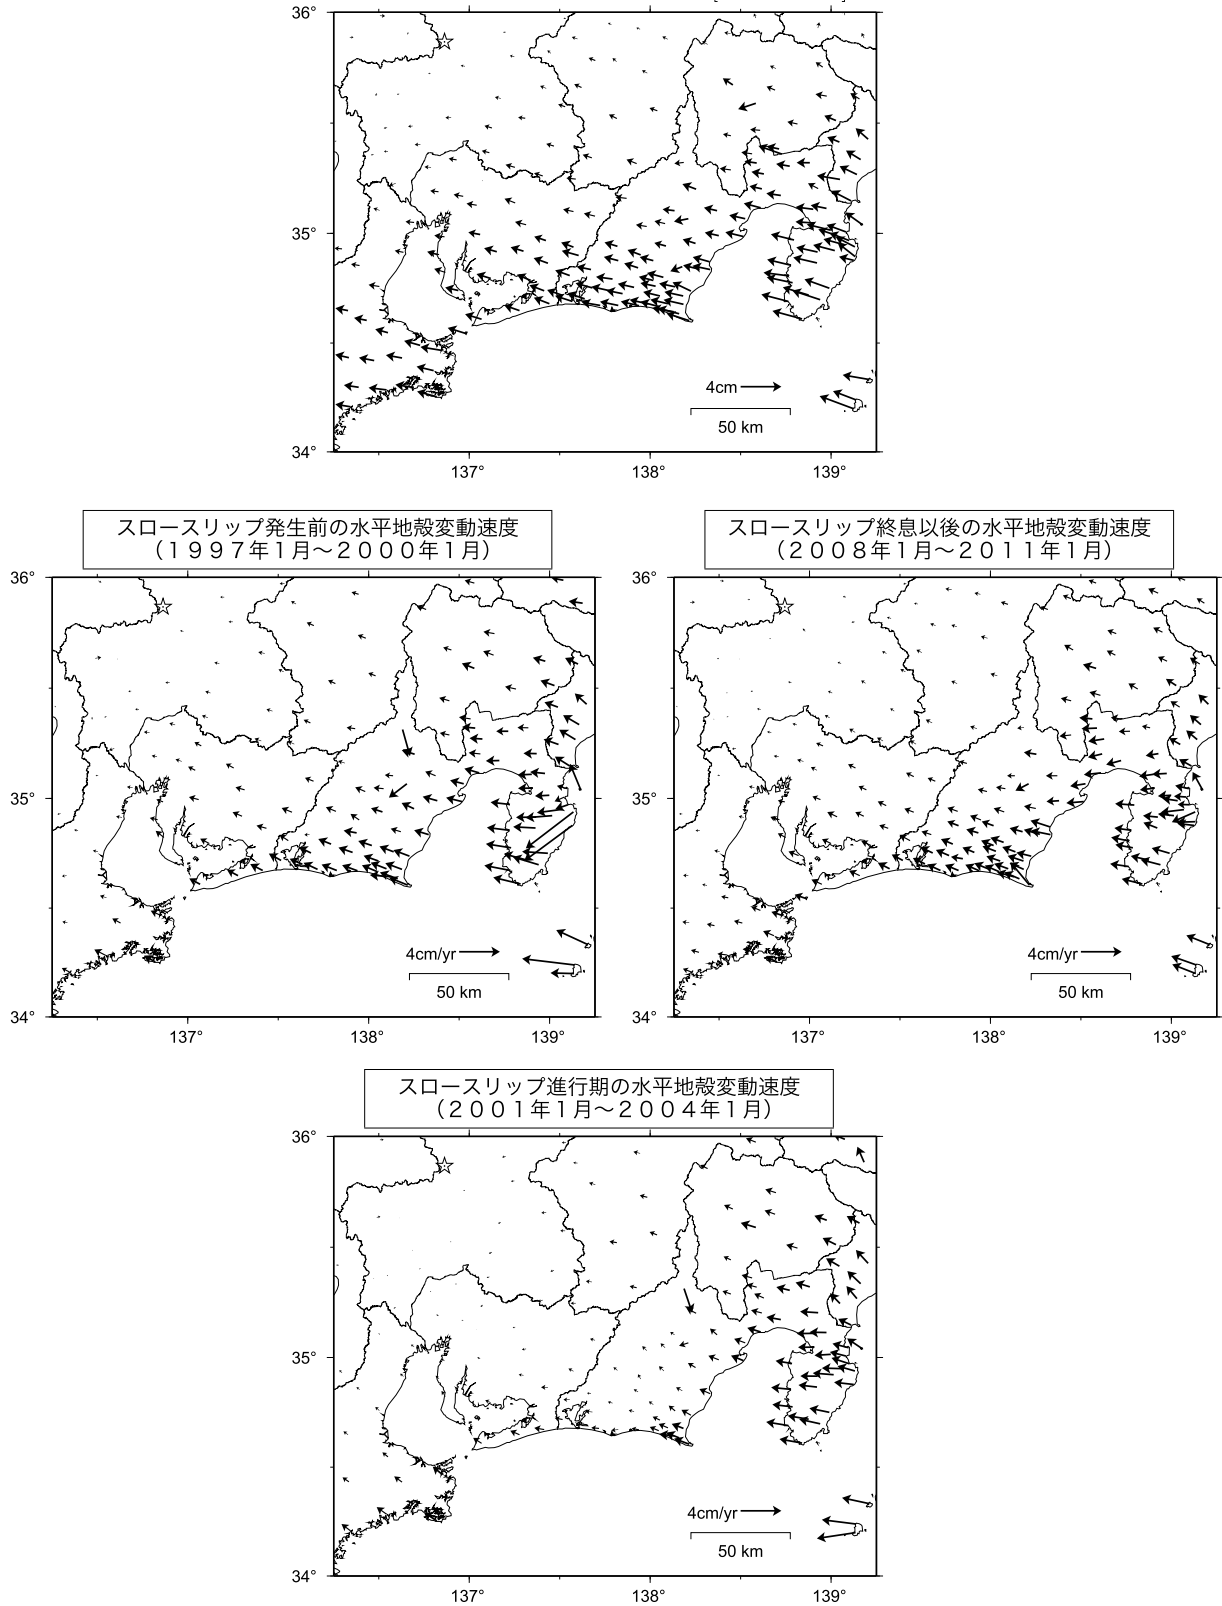 36°
35°
34°
4cm
50 km
137°
138°
139°
スロースリップ発生前の水平地殻変動速度
（１９９７年１月～２０００年１月）
36°
35°
34°
4cm/yr
50 km
137°
138°
139°
スロースリップ終息以後の水平地殻変動速度
（２００８年１月～２０１１年１月）
36°
35°
34°
4cm/yr
50 km
137°
138°
139°
スロースリップ進行期の水平地殻変動速度
（２００１年１月～２００４年１月）
36°
35°
34°
4cm/yr
50 km
137°
138°
139°